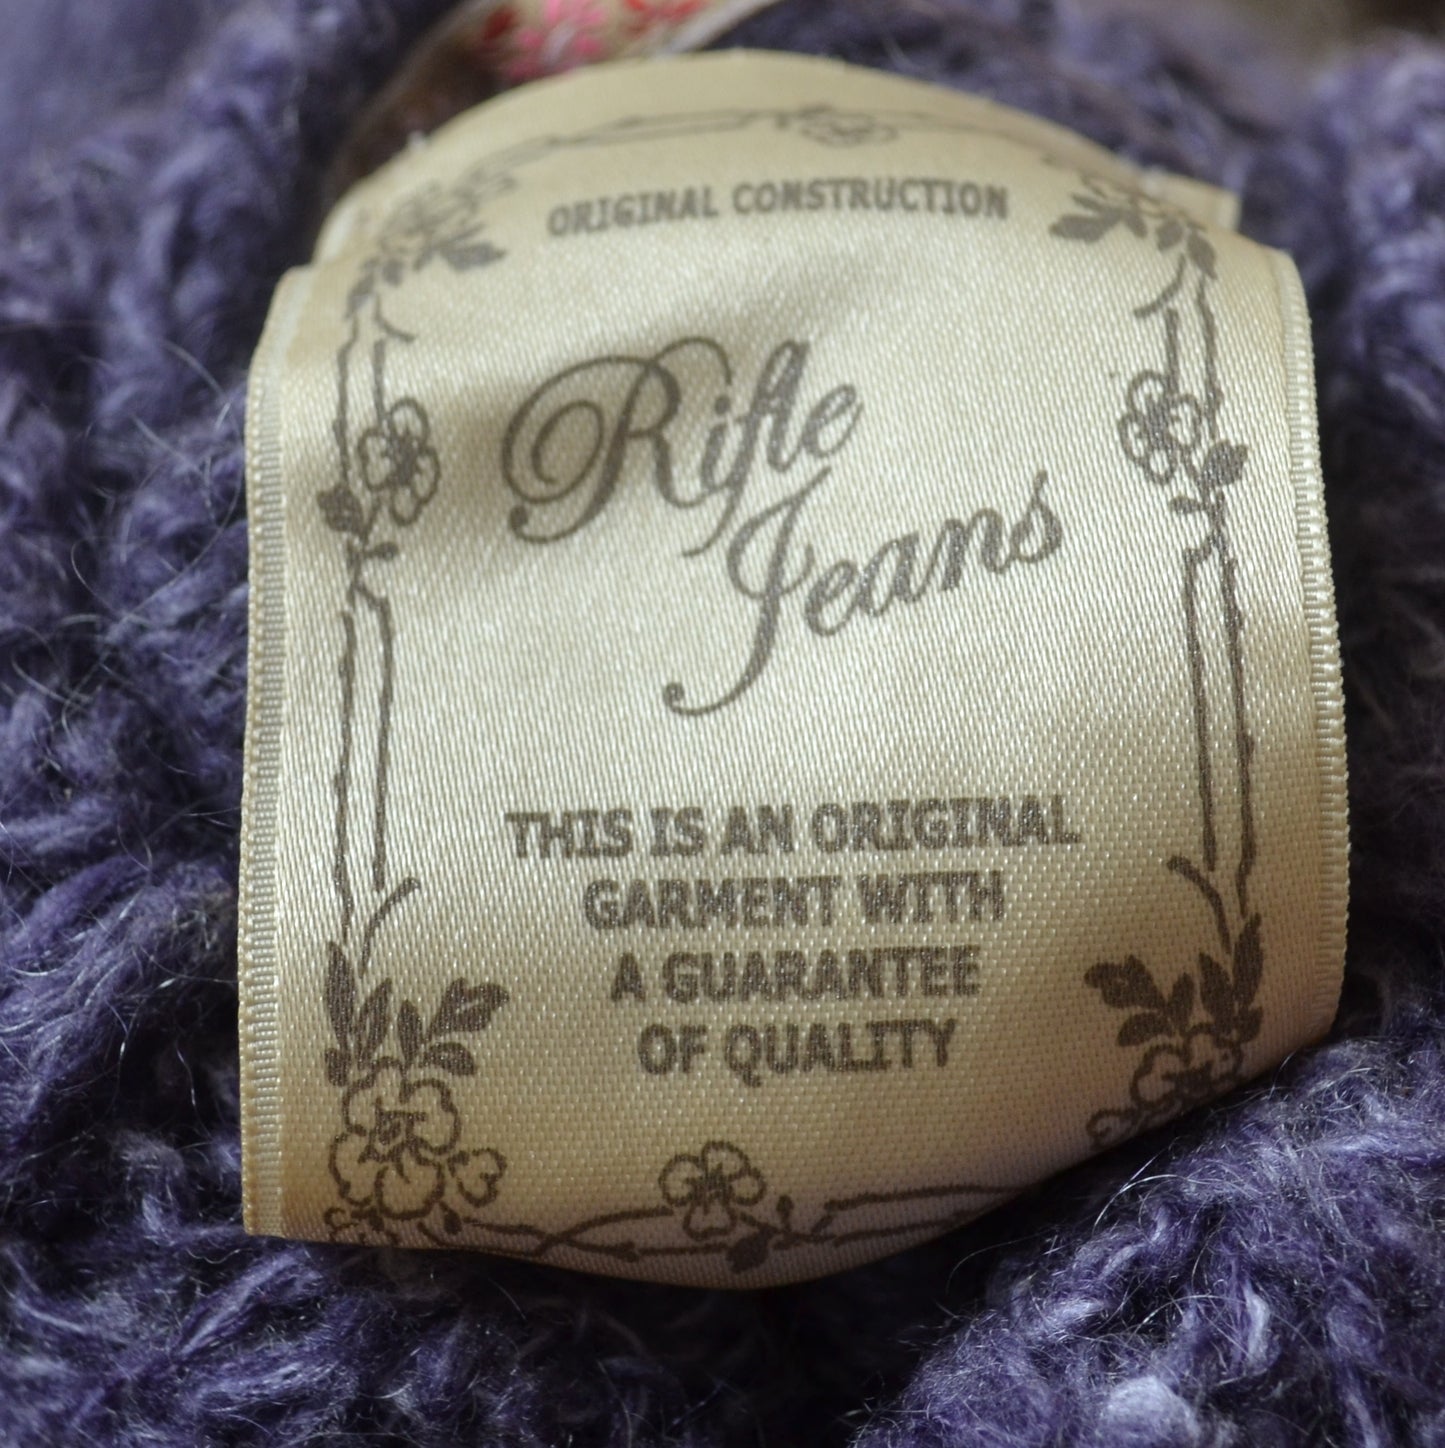 ORIGINAL CONSTRUCTION
Rifle
Jeans
THIS IS AN ORIGINAL
GARMENT WITH
A GUARANTEE
OF QUALITY